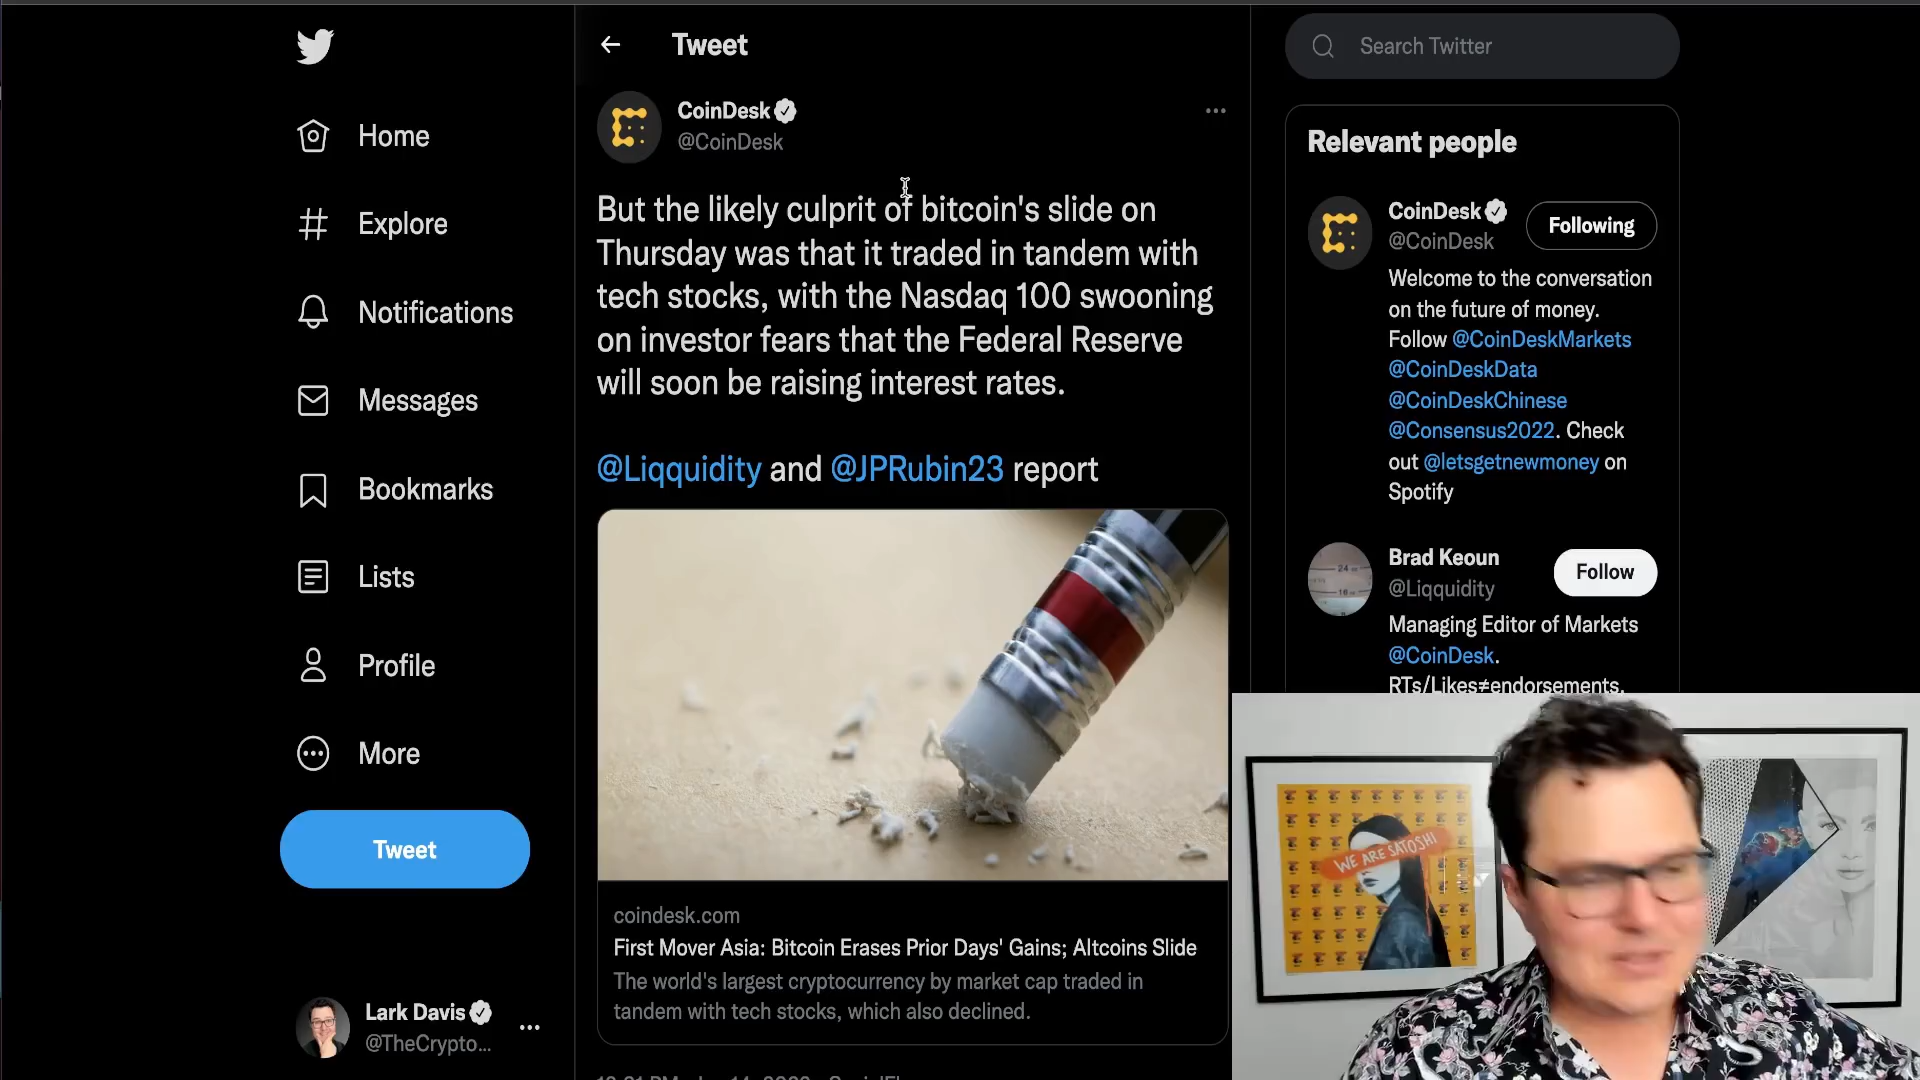 Tweet
Search Twitter
CoinDesk
@CoinDesk
But the likely culprit of bitcoin's slide on
Thursday was that it traded in tandem with
tech stocks, with the Nasdaq 100 swooning
on investor fears that the Federal Reserve
will soon be raising interest rates.
@Liqquidity and @JPRubin23 report
coindesk.com
First Mover Asia: Bitcoin Erases Prior Days' Gains; Altcoins Slide
The world's largest cryptocurrency by market cap traded in
tandem with tech stocks, which also declined.
Home
Explore
Notifications
Messages
Bookmarks
Lists
Profile
More
Tweet
Lark Davis
@TheCrypto...
Relevant people
CoinDesk
@CoinDesk
Following
Welcome to the conversation
on the future of money.
Follow @CoinDeskMarkets
@CoinDeskData
@CoinDeskChinese
@Consensus2022. Check
out @letsgetnewmoney on
Spotify
Brad Keoun
@Liqquidity
Follow
Managing Editor of Markets
@CoinDesk.
RTs/Likes≠endorsements.
WE ARE SATOSHI